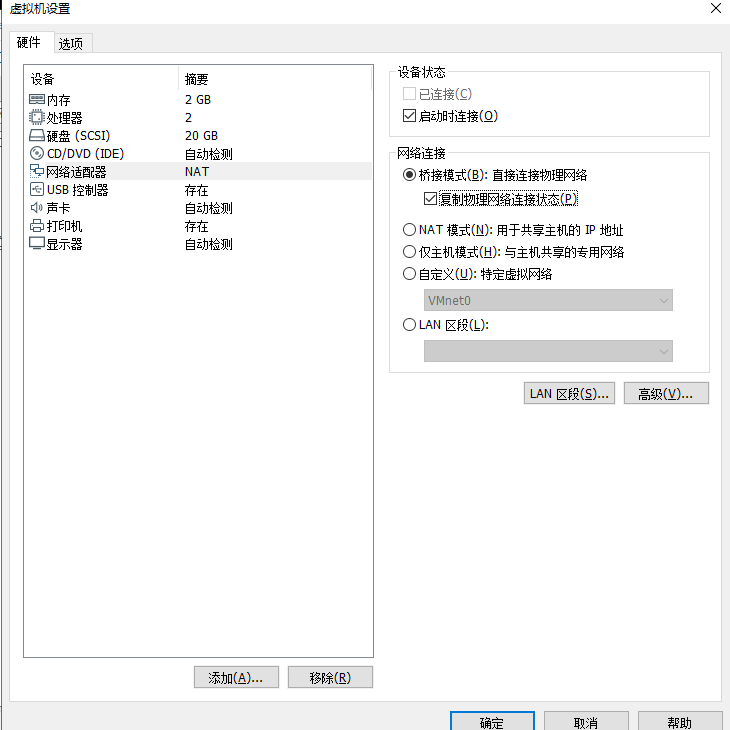 虚拟机设置
硬件 选项
设备 摘要
内存 2 GB
处理器 2
硬盘 (SCSI) 20 GB
CD/DVD (IDE) 自动检测
网络适配器 NAT
USB 控制器 存在
声卡 自动检测
打印机 存在
显示器 自动检测
添加(A)... 移除(R)
设备状态
已连接(C)
启动时连接(O)
网络连接
桥接模式(B): 直接连接物理网络
复制物理网络连接状态(P)
NAT 模式(N): 用于共享主机的 IP 地址
仅主机模式(H): 与主机共享的专用网络
自定义(U): 特定虚拟网络
VMnet0
LAN 区段(L):
LAN 区段(S)... 高级(V)...
确定 取消 帮助